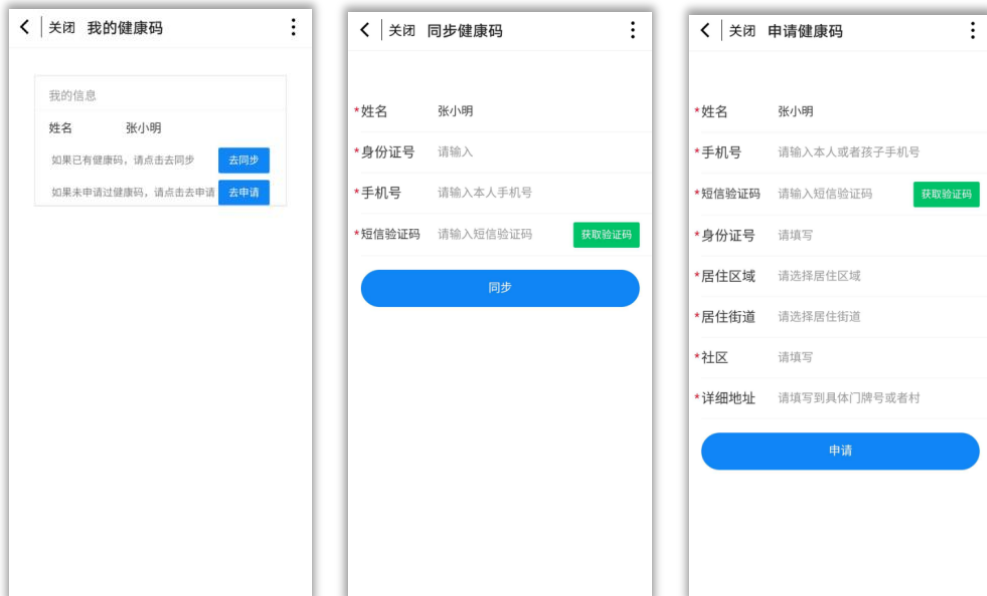 关闭 我的健康码
我的信息
姓名 张小明
如果已有健康码，请点击去同步 去同步
如果未申请过健康码，请点击去申请 去申请
关闭 同步健康码
*姓名 张小明
*身份证号 请输入
*手机号 请输入本人手机号
*短信验证码 请输入短信验证码 获取验证码
同步
关闭 申请健康码
*姓名 张小明
*手机号 请输入本人或者孩子手机号
*短信验证码 请输入短信验证码 获取验证码
*身份证号 请填写
*居住区域 请选择居住区域
*居住街道 请选择居住街道
*社区 请填写
*详细地址 请填写到具体门牌号或者村
申请